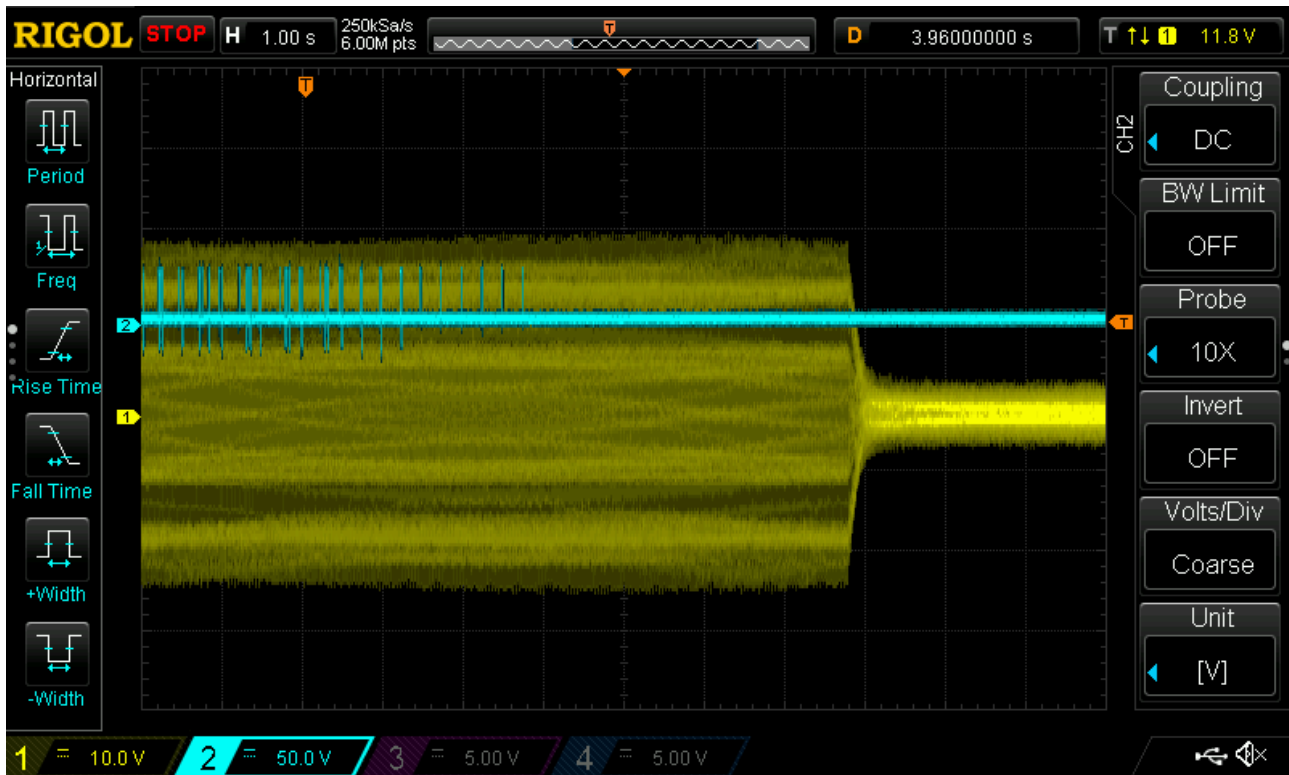 RIGOL STOP H 1.00 s 250kSa/s 6.00M pts T D 3.96000000 s T ↑↓ 1 11.8 V
Horizontal
Period
Freq
Rise Time
Fall Time
+Width
-Width
T
2
1
T
CH2
Coupling
DC
BW Limit
OFF
Probe
10X
Invert
OFF
Volts/Div
Coarse
Unit
[V]
1 10.0 V 2 50.0 V 3 5.00 V 4 5.00 V